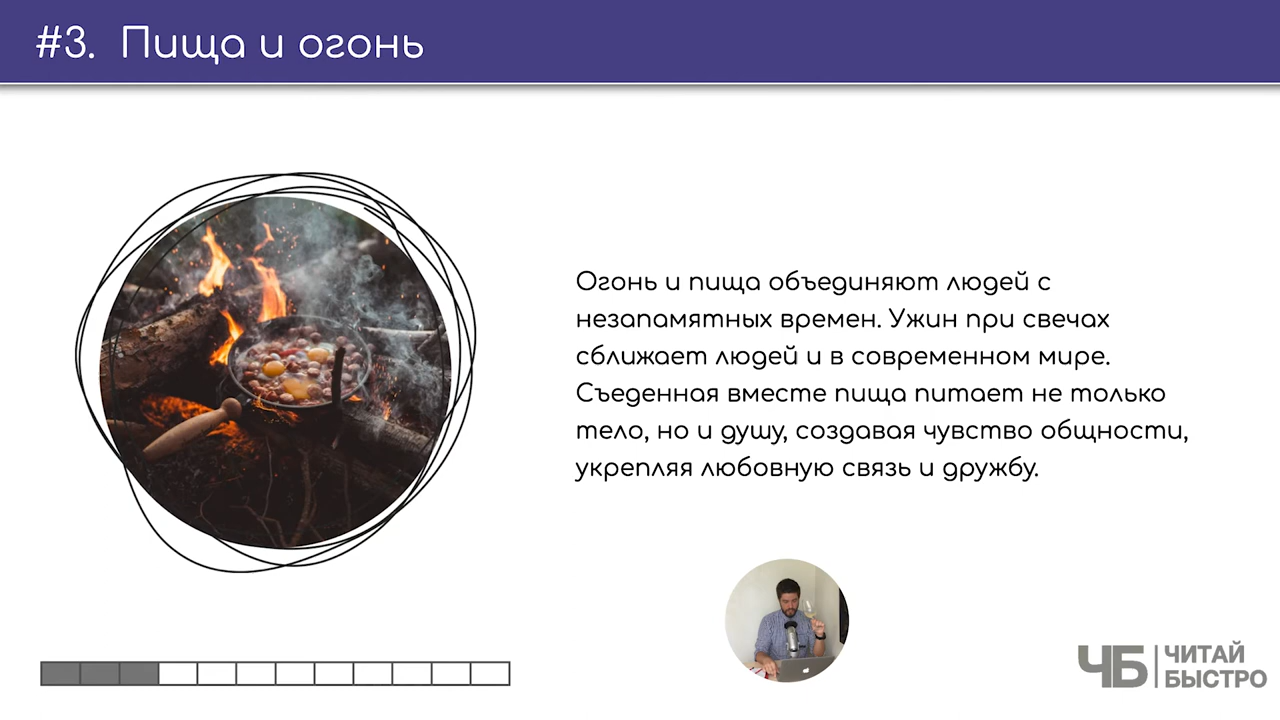 #3. Пища и огонь
Огонь и пища объединяют людей с
незапамятных времен. Ужин при свечах
сближает людей и в современном мире.
Съеденная вместе пища питает не только
тело, но и душу, создавая чувство общности,
укрепляя любовную связь и дружбу.
ЧБ ЧИТАЙ
БЫСТРО